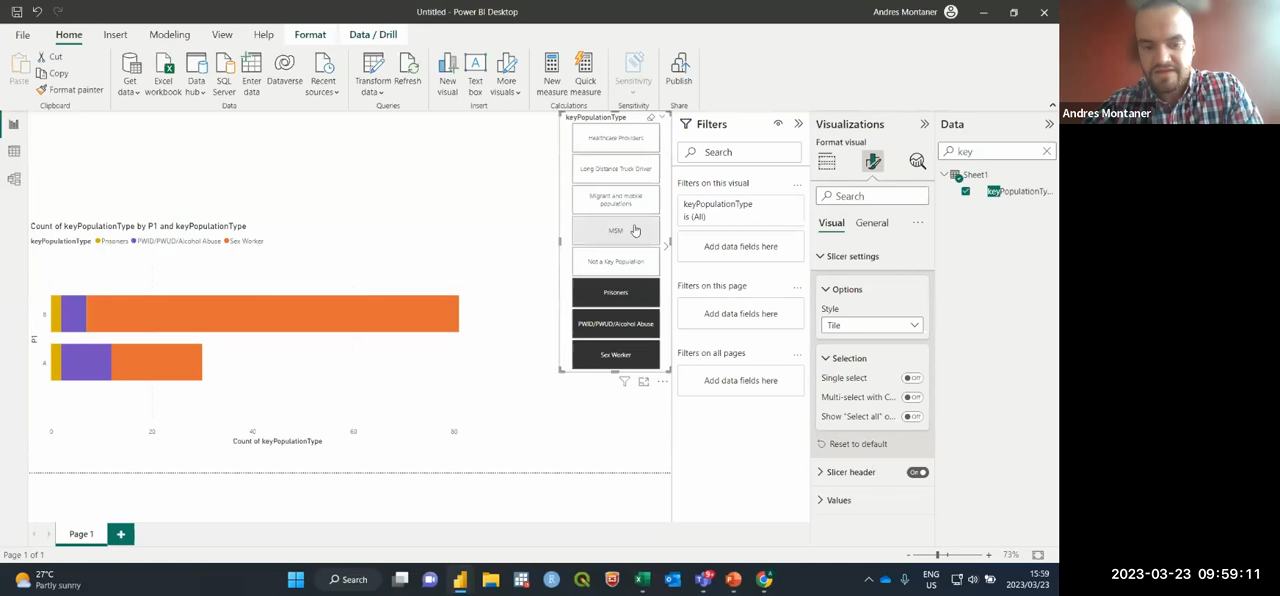 Untitled - Power BI Desktop
Andres Montaner
File
Home
Insert
Modeling
View
Help
Format
Data / Drill
Paste
Cut
Copy
Format painter
Clipboard
Get data
Excel workbook
Data hub
SQL Server
Enter data
Dataverse
Recent sources
Data
Transform data
Refresh
Queries
New visual
Text box
More visuals
Insert
New measure
Quick measure
Calculations
Sensitivity
Sensitivity
Publish
Share
Count of keyPopulationType by P1 and keyPopulationType
keyPopulationType
Prisoners
PWID/PWUD/Alcohol Abuse
Sex Worker
P1
B
A
0
20
40
60
80
Count of keyPopulationType
keyPopulationType
Healthcare Providers
Long Distance Truck Driver
Migrant and mobile populations
MSM
Not a Key Population
Prisoners
PWID/PWUD/Alcohol Abuse
Sex Worker
Filters
Search
Filters on this visual
keyPopulationType
is (All)
Add data fields here
Filters on this page
Add data fields here
Filters on all pages
Add data fields here
Visualizations
Format visual
Search
Visual
General
Slicer settings
Options
Style
Tile
Selection
Single select
Off
Multi-select with C...
Off
Show "Select all" o...
Off
Reset to default
Slicer header
On
Values
Data
key
Sheet1
keyPopulationTy...
Page 1
Page 1 of 1
73%
27°C
Partly sunny
Search
ENG
US
15:59
2023/03/23
Andres Montaner
2023-03-23 09:59:11